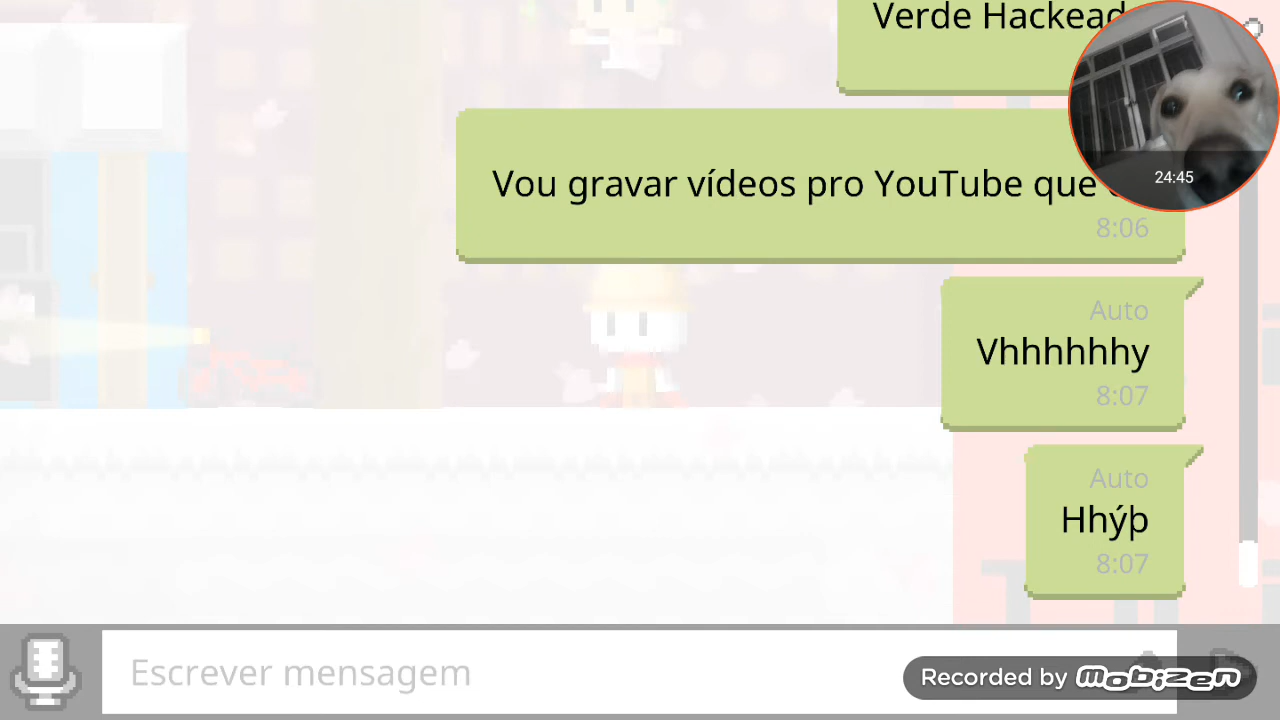 Verde Hackead
24:45
Vou gravar vídeos pro YouTube que
8:06
Auto
Vhhhhhhy
8:07
Auto
Hhýþ
8:07
Escrever mensagem
Recorded by mobizen